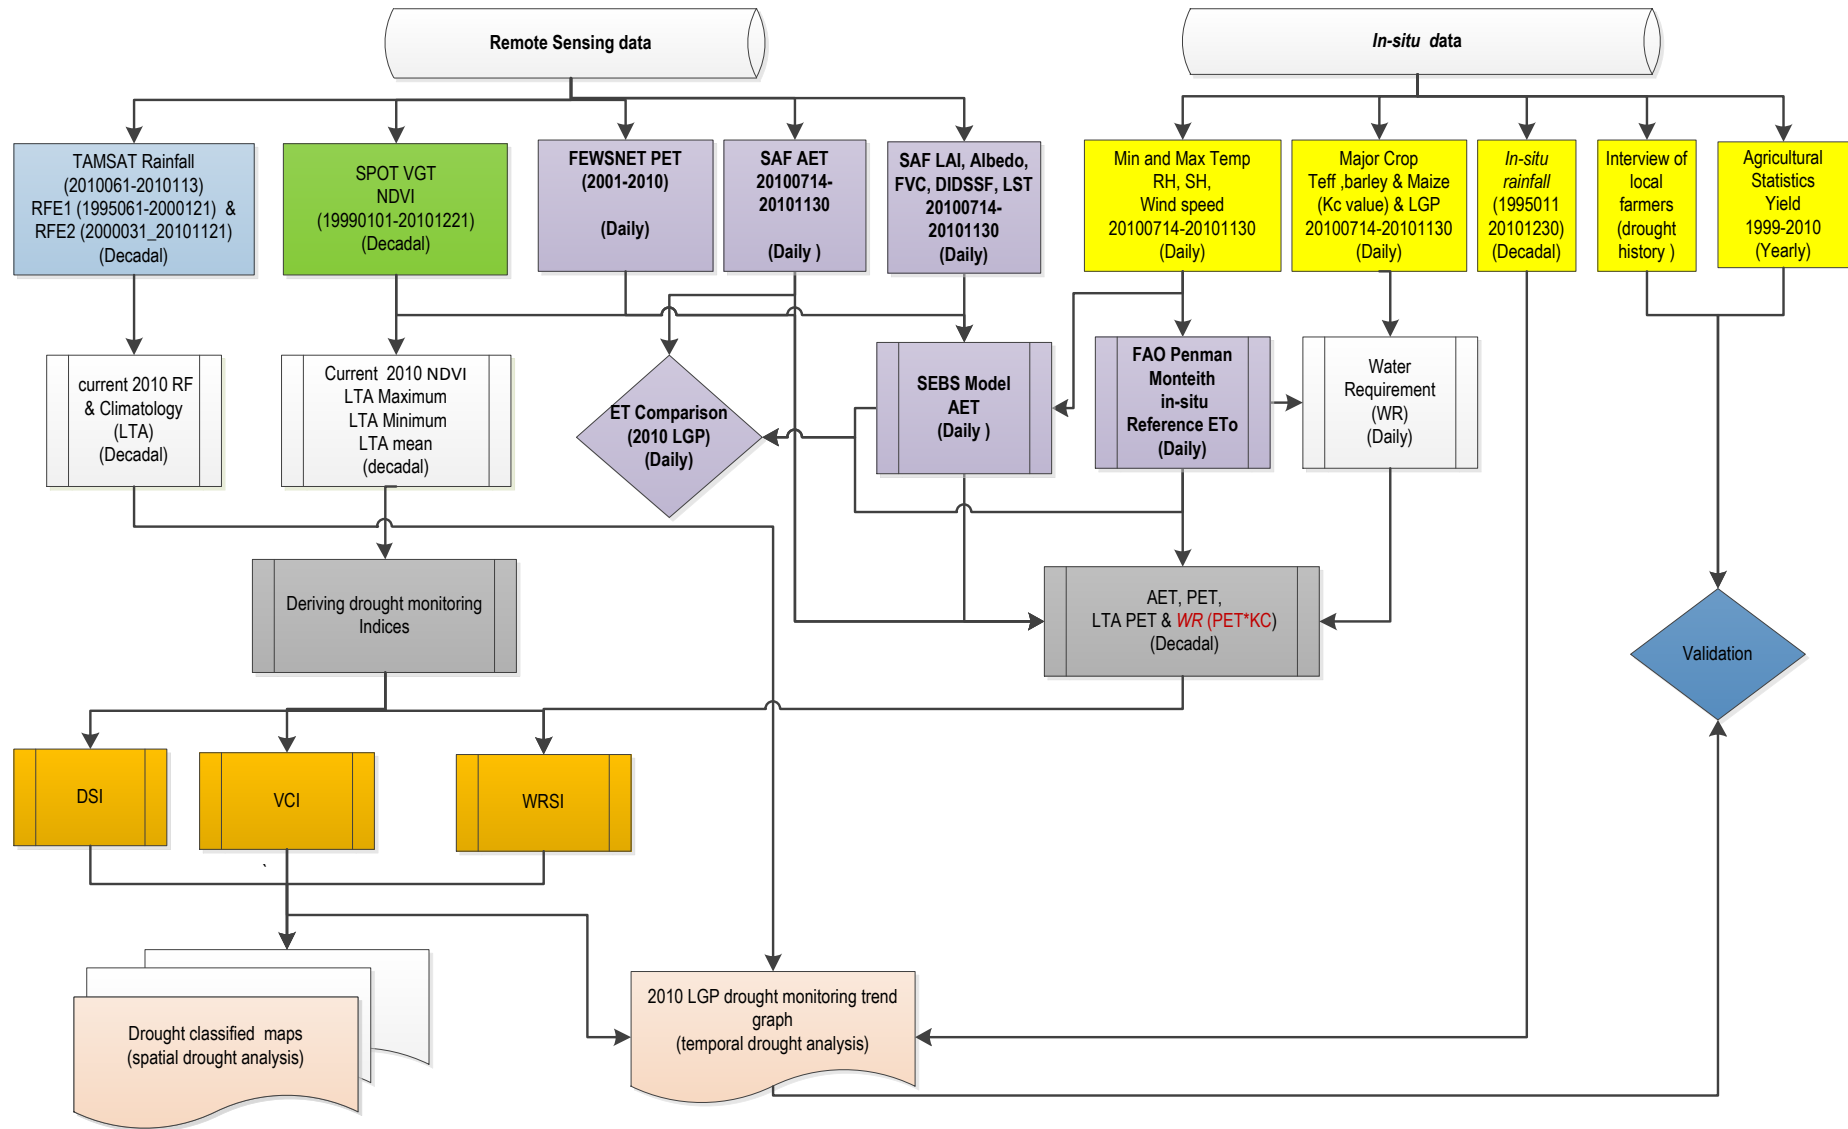 Remote Sensing data
In-situ data
TAMSAT Rainfall
(2010061-2010113)
RFE1 (1995061-2000121) &
RFE2 (2000031_20101121)
(Decadal)
SPOT VGT
NDVI
(19990101-20101221)
(Decadal)
FEWSNET PET
(2001-2010)
(Daily)
SAF AET
20100714-
20101130
(Daily )
SAF LAI, Albedo,
FVC, DIDSSF, LST
20100714-
20101130
(Daily)
Min and Max Temp
RH, SH,
Wind speed
20100714-20101130
(Daily)
Major Crop
Teff ,barley & Maize
(Kc value) & LGP
20100714-20101130
(Daily)
In-situ
rainfall
(1995011
20101230)
(Decadal)
Interview of
local
farmers
(drought
history )
Agricultural
Statistics
Yield
1999-2010
(Yearly)
current 2010 RF
& Climatology
(LTA)
(Decadal)
Current 2010 NDVI
LTA Maximum
LTA Minimum
LTA mean
(decadal)
ET Comparison
(2010 LGP)
(Daily)
SEBS Model
AET
(Daily )
FAO Penman
Monteith
in-situ
Reference ETo
(Daily)
Water
Requirement
(WR)
(Daily)
Deriving drought monitoring
Indices
AET, PET,
LTA PET & WR (PET*KC)
(Decadal)
Validation
DSI
VCI
WRSI
`
Drought classified maps
(spatial drought analysis)
2010 LGP drought monitoring trend
graph
(temporal drought analysis)